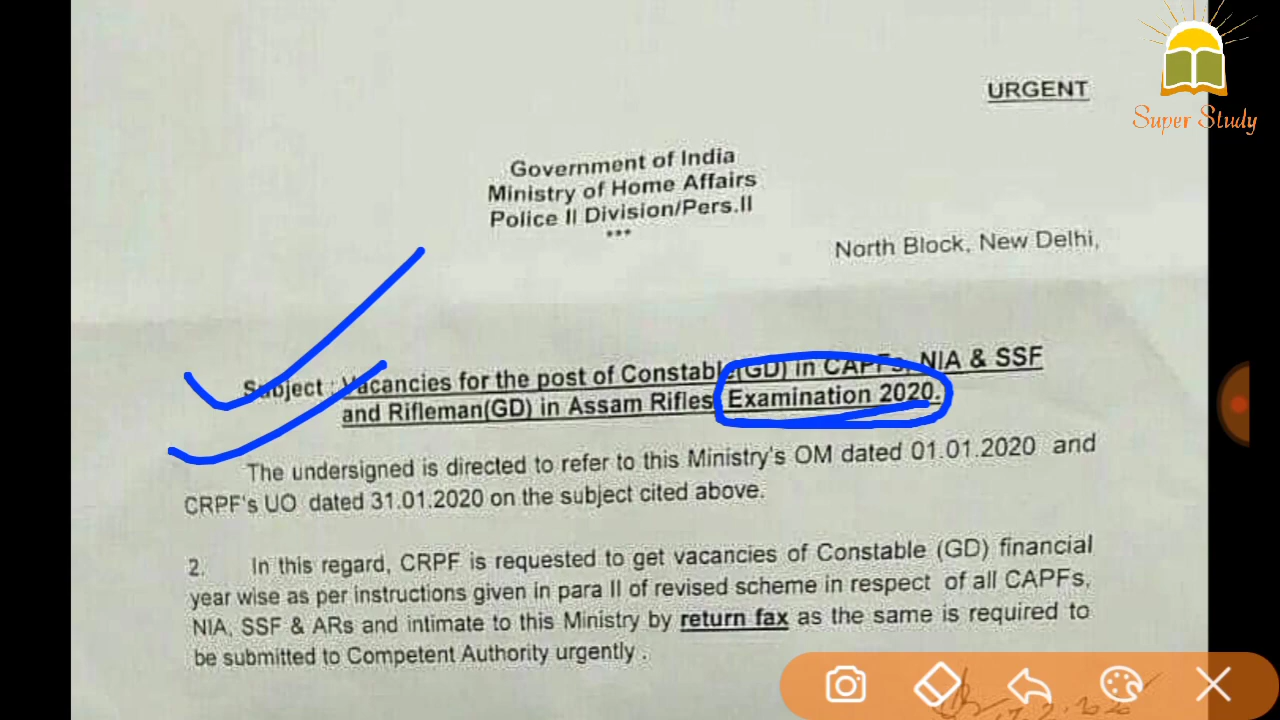 URGENT
Super Study
Government of India
Ministry of Home Affairs
Police II Division/Pers.II
***
North Block, New Delhi,
Subject : Vacancies for the post of Constable(GD) in CAPFs, NIA & SSF
and Rifleman(GD) in Assam Rifles Examination 2020.
The undersigned is directed to refer to this Ministry's OM dated 01.01.2020 and
CRPF's UO dated 31.01.2020 on the subject cited above.
2. In this regard, CRPF is requested to get vacancies of Constable (GD) financial
year wise as per instructions given in para II of revised scheme in respect of all CAPFs,
NIA, SSF & ARs and intimate to this Ministry by return fax as the same is required to
be submitted to Competent Authority urgently .